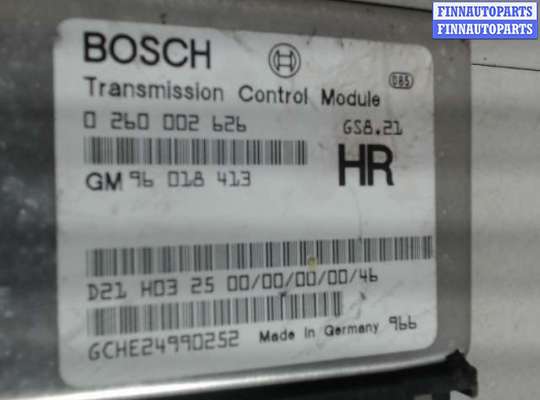 FINNAUTOPARTS
FINNAUTOPARTS
BOSCH
Transmission Control Module
DBS
0 260 002 626
GS8.21
GM 96 018 413
HR
D21 H03 25 00/00/00/00/46
GCHE24990252
Made in Germany 966